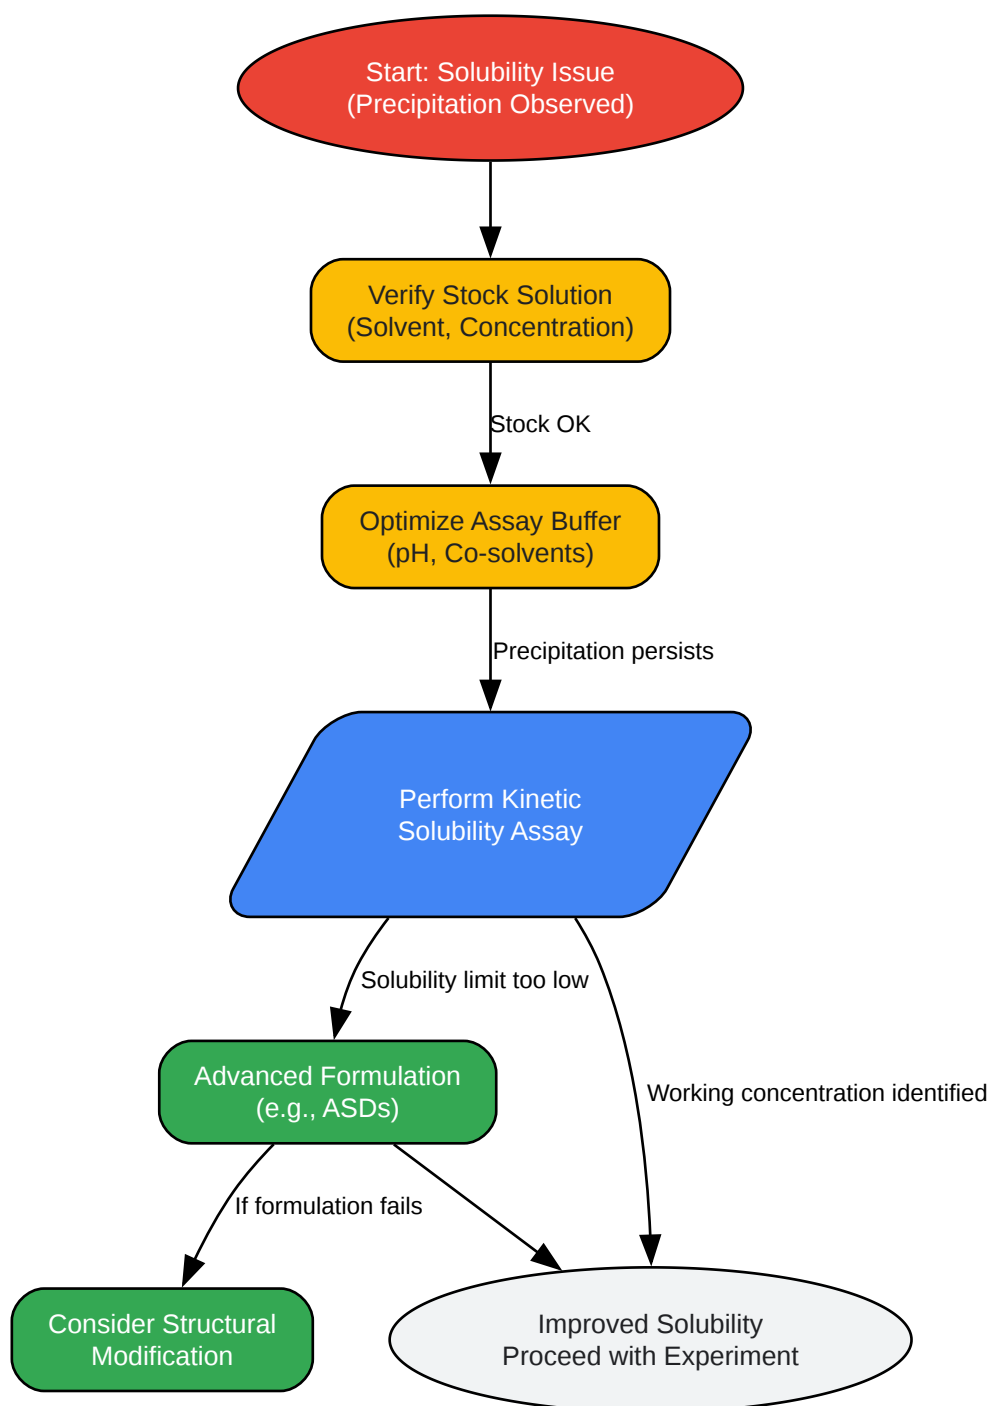 Start: Solubility Issue
(Precipitation Observed)
Verify Stock Solution
(Solvent, Concentration)
Stock OK
Optimize Assay Buffer
(pH, Co-solvents)
Precipitation persists
Perform Kinetic
Solubility Assay
Solubility limit too low
Advanced Formulation
(e.g., ASDs)
Working concentration identified
If formulation fails
Consider Structural
Modification
Improved Solubility
Proceed with Experiment